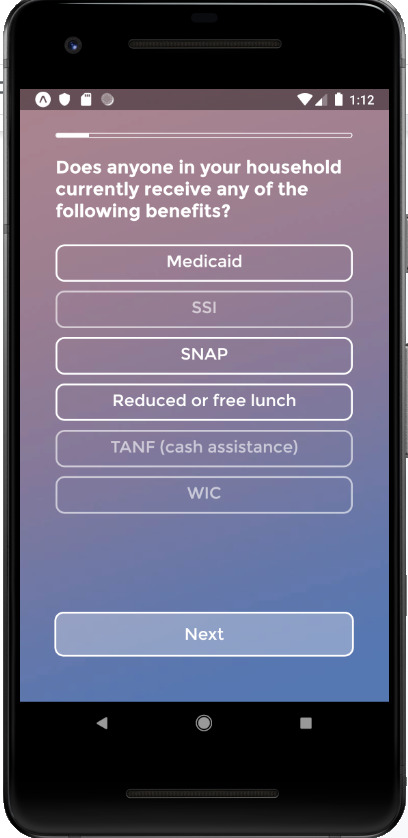 1:12
Does anyone in your household
currently receive any of the
following benefits?
Medicaid
SSI
SNAP
Reduced or free lunch
TANF (cash assistance)
WIC
Next